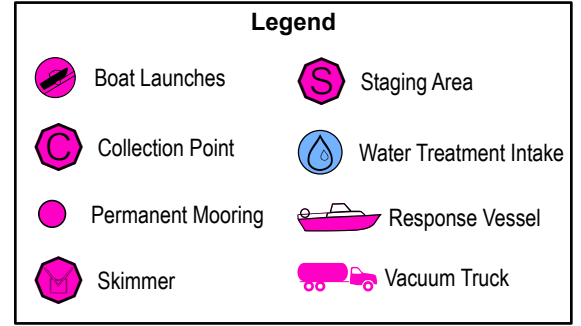 Legend
Boat Launches
S
Staging Area
C
Collection Point
Water Treatment Intake
Permanent Mooring
Response Vessel
Skimmer
Vacuum Truck